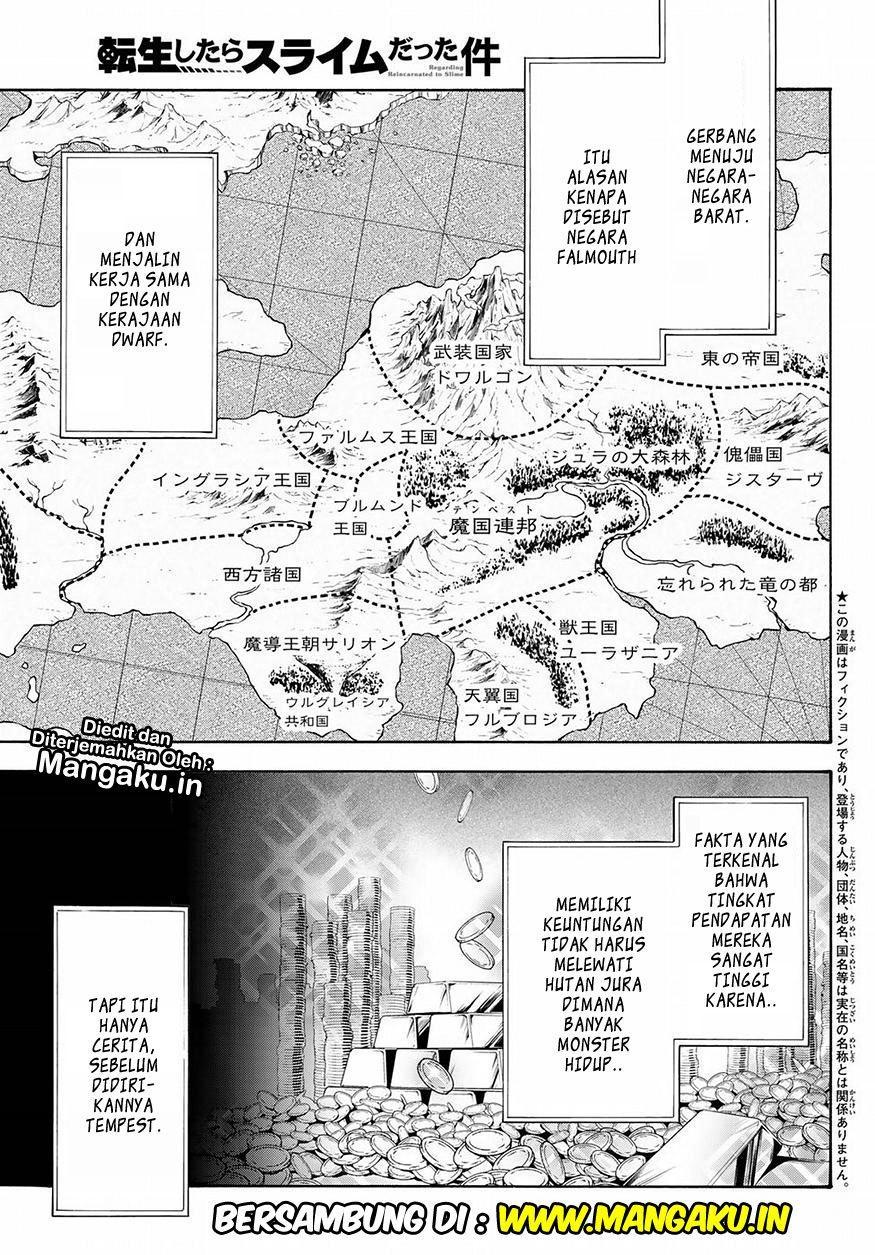 転生したらスライムだった件
Regarding
Reincarnated to Slime
GERBANG
MENUJU
NEGARA-
NEGARA
BARAT.
ITU
ALASAN
KENAPA
DISEBUT
NEGARA
FALMOUTH
DAN
MENJALIN
KERJA SAMA
DENGAN
KERAJAAN
DWARF.
武装国家
ドワルゴン
東の帝国
ファルムス王国
イングラシア王国
ジュラの大森林
傀儡国
ジスターヴ
ブルムンド
王国
テンペスト
魔国連邦
西方諸国
忘れられた竜の都
魔導王朝サリオン
獣王国
ユーラザニア
ウルグレイシア
共和国
天翼国
フルブロジア
★この漫画はフィクションであり、登場する人物、団体、地名、国名等は実在の名称とは関係ありません。
Diedit dan
Diterjemahkan Oleh :
Mangaku.in
FAKTA YANG
TERKENAL
BAHWA
TINGKAT
PENDAPATAN
MEREKA
SANGAT
TINGGI
KARENA..
MEMILIKI
KEUNTUNGAN
TIDAK HARUS
MELEWATI
HUTAN JURA
DIMANA
BANYAK
MONSTER
HIDUP..
TAPI ITU
HANYA
CERITA,
SEBELUM
DIDIRI-
KANNYA
TEMPEST.
BERSAMBUNG DI : WWW.MANGAKU.IN